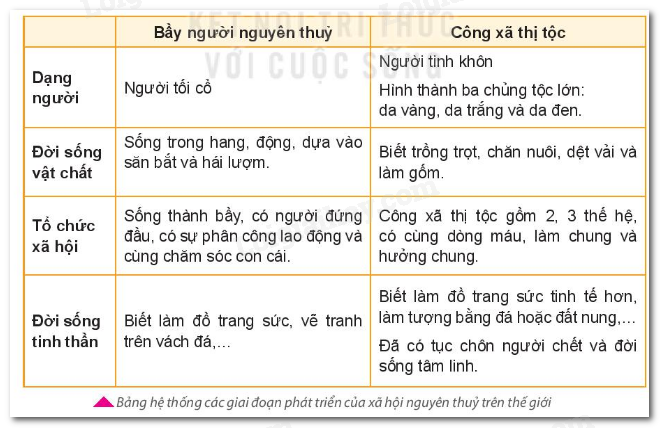 Bầy người nguyên thuỷ
Công xã thị tộc
Dạng
người
Người tối cổ
Người tinh khôn
Hình thành ba chủng tộc lớn:
da vàng, da trắng và da đen.
Đời sống
vật chất
Sống trong hang, động, dựa vào
săn bắt và hái lượm.
Biết trồng trọt, chăn nuôi, dệt vải và
làm gốm.
Tổ chức
xã hội
Sống thành bầy, có người đứng
đầu, có sự phân công lao động và
cùng chăm sóc con cái.
Công xã thị tộc gồm 2, 3 thế hệ,
có cùng dòng máu, làm chung và
hưởng chung.
Đời sống
tinh thần
Biết làm đồ trang sức, vẽ tranh
trên vách đá,...
Biết làm đồ trang sức tinh tế hơn,
làm tượng bằng đá hoặc đất nung,...
Đã có tục chôn người chết và đời
sống tâm linh.
Bảng hệ thống các giai đoạn phát triển của xã hội nguyên thuỷ trên thế giới
KẾT NỐI TRI THỨC
VỚI CUỘC SỐNG